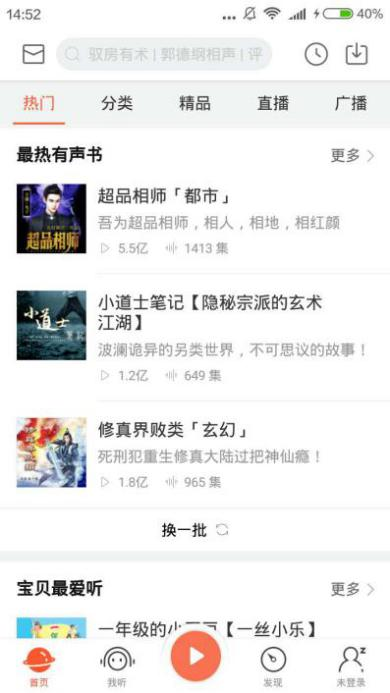 14:52
40%
驭房有术 | 郭德纲相声 | 评
热门 分类 精品 直播 广播
最热有声书 更多
超品相师「都市」
吾为超品相师，相人，相地，相红颜
5.5亿 1413 集
超品相师
小道士笔记【隐秘宗派的玄术
江湖】
波澜诡异的另类世界，不可思议的故事！
1.2亿 649 集
小道士
修真界败类「玄幻」
死刑犯重生修真大陆过把神仙瘾！
1.8亿 965 集
换一批
宝贝最爱听 更多
一年级的小豆豆【一丝小乐】
首页 我听 发现 未登录